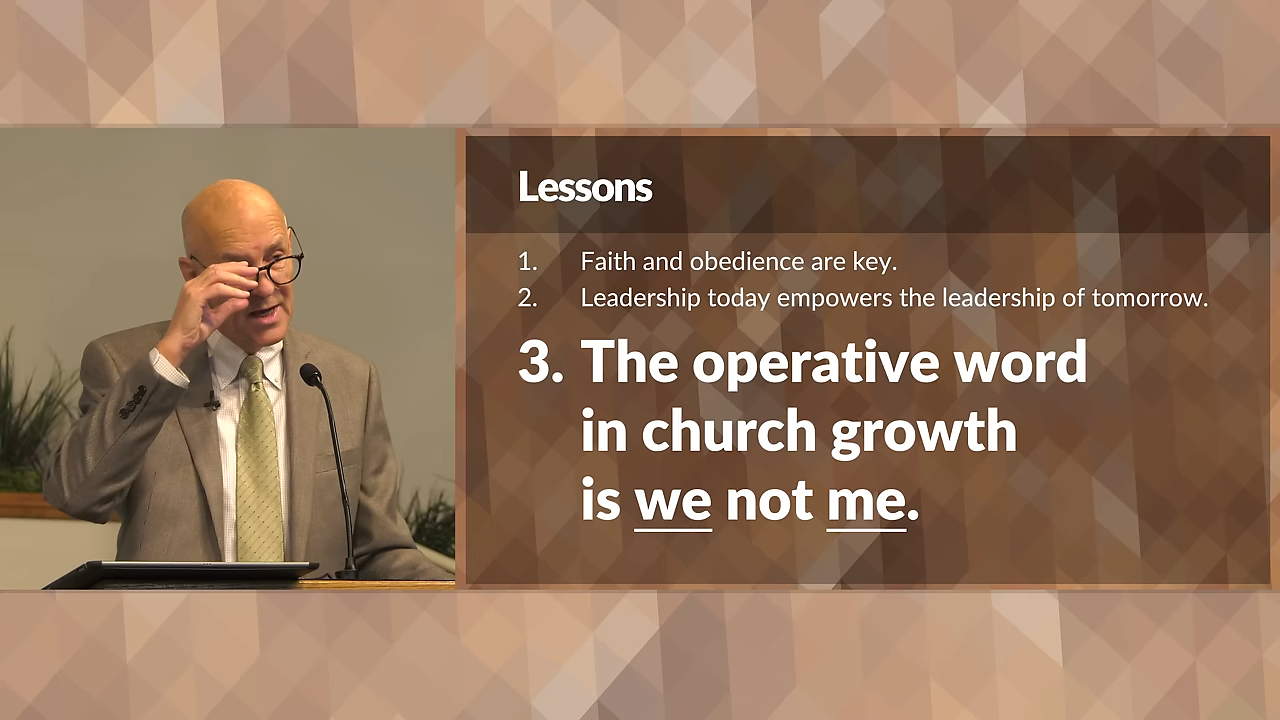 Lessons
1. Faith and obedience are key.
2. Leadership today empowers the leadership of tomorrow.
3. The operative word
in church growth
is we not me.